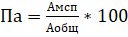 Па = Амсп / Аобщ * 100